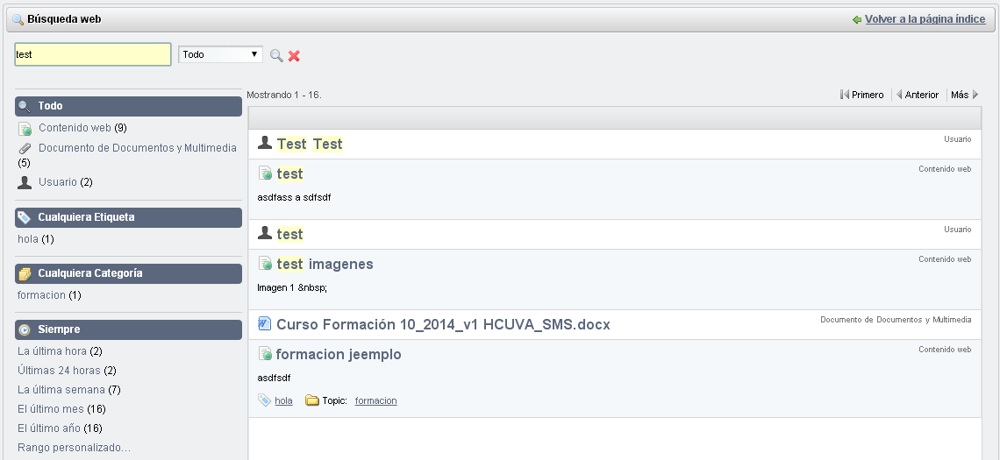 Búsqueda web
Volver a la página índice
test
Todo
Mostrando 1 - 16.
Primero
Anterior
Más
Todo
Contenido web (9)
Documento de Documentos y Multimedia
(5)
Usuario (2)
Cualquiera Etiqueta
hola (1)
Cualquiera Categoría
formacion (1)
Siempre
La última hora (2)
Últimas 24 horas (2)
La última semana (7)
El último mes (16)
El último año (16)
Rango personalizado...
Test Test
Usuario
test
Contenido web
asdfass a sdfsdf
test
Usuario
test imagenes
Contenido web
Imagen 1 &nbsp;
Curso Formación 10_2014_v1 HCUVA_SMS.docx
Documento de Documentos y Multimedia
formacion jeemplo
Contenido web
asdfsdf
hola
Topic: formacion